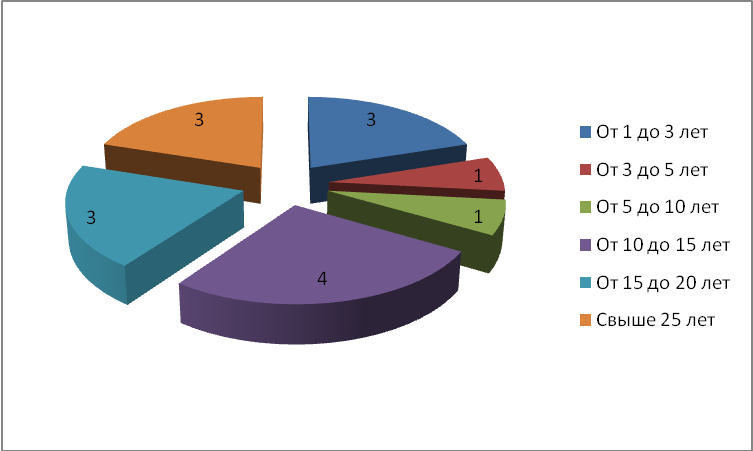 3
3
1
1
4
3
От 1 до 3 лет
От 3 до 5 лет
От 5 до 10 лет
От 10 до 15 лет
От 15 до 20 лет
Свыше 25 лет